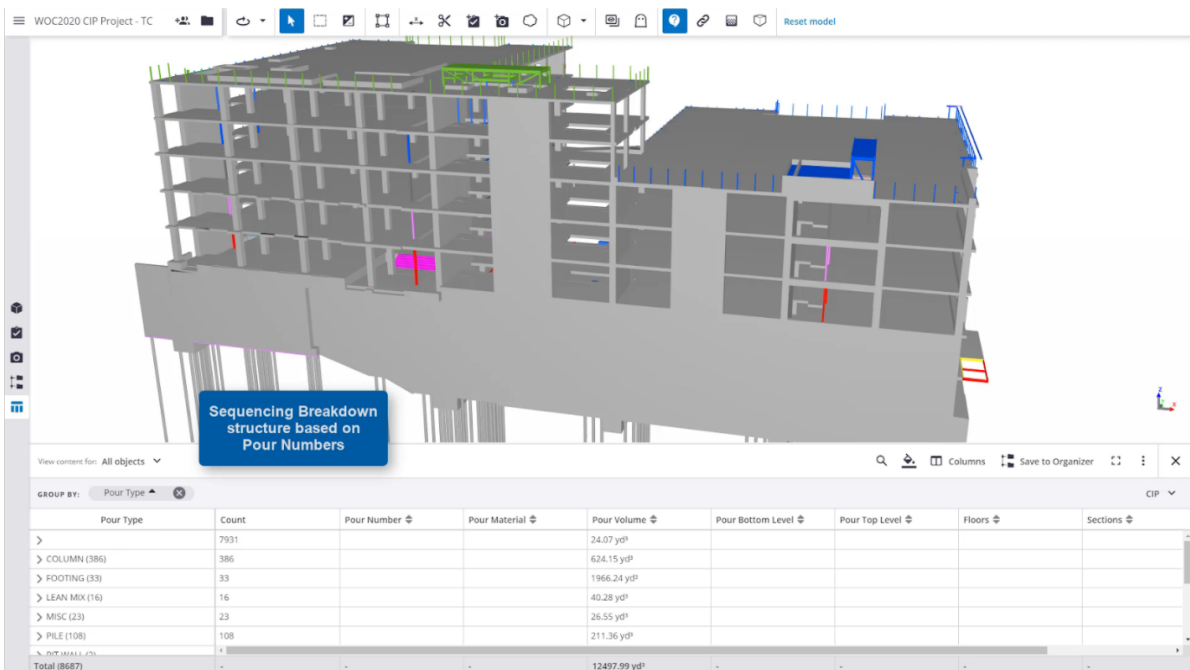 WOC2020 CIP Project - TC
Reset model
Sequencing Breakdown
structure based on
Pour Numbers
View content for: All objects
Columns
Save to Organizer
GROUP BY: Pour Type
CIP
Pour Type Count Pour Number Pour Material Pour Volume Pour Bottom Level Pour Top Level Floors Sections
7931 24.07 yd³
COLUMN (386) 386 624.15 yd³
FOOTING (33) 33 1966.24 yd³
LEAN MIX (16) 16 40.28 yd³
MISC (23) 23 26.55 yd³
PILE (108) 108 211.36 yd³
PIT WALL (2)
Total (8687) - - - 12497.99 yd³ - - - -